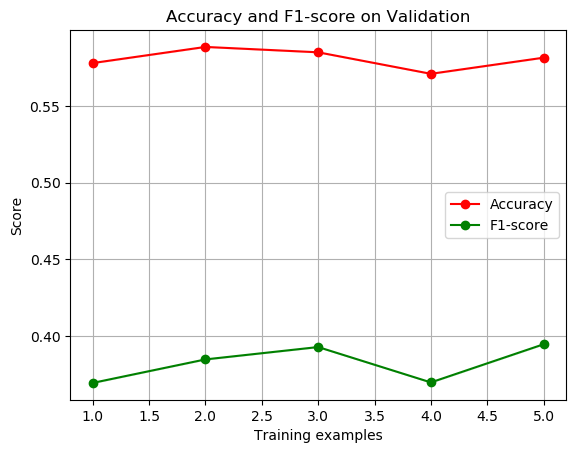 Accuracy and F1-score on Validation
Score
0.55
0.50
0.45
0.40
Accuracy
F1-score
1.0 1.5 2.0 2.5 3.0 3.5 4.0 4.5 5.0
Training examples